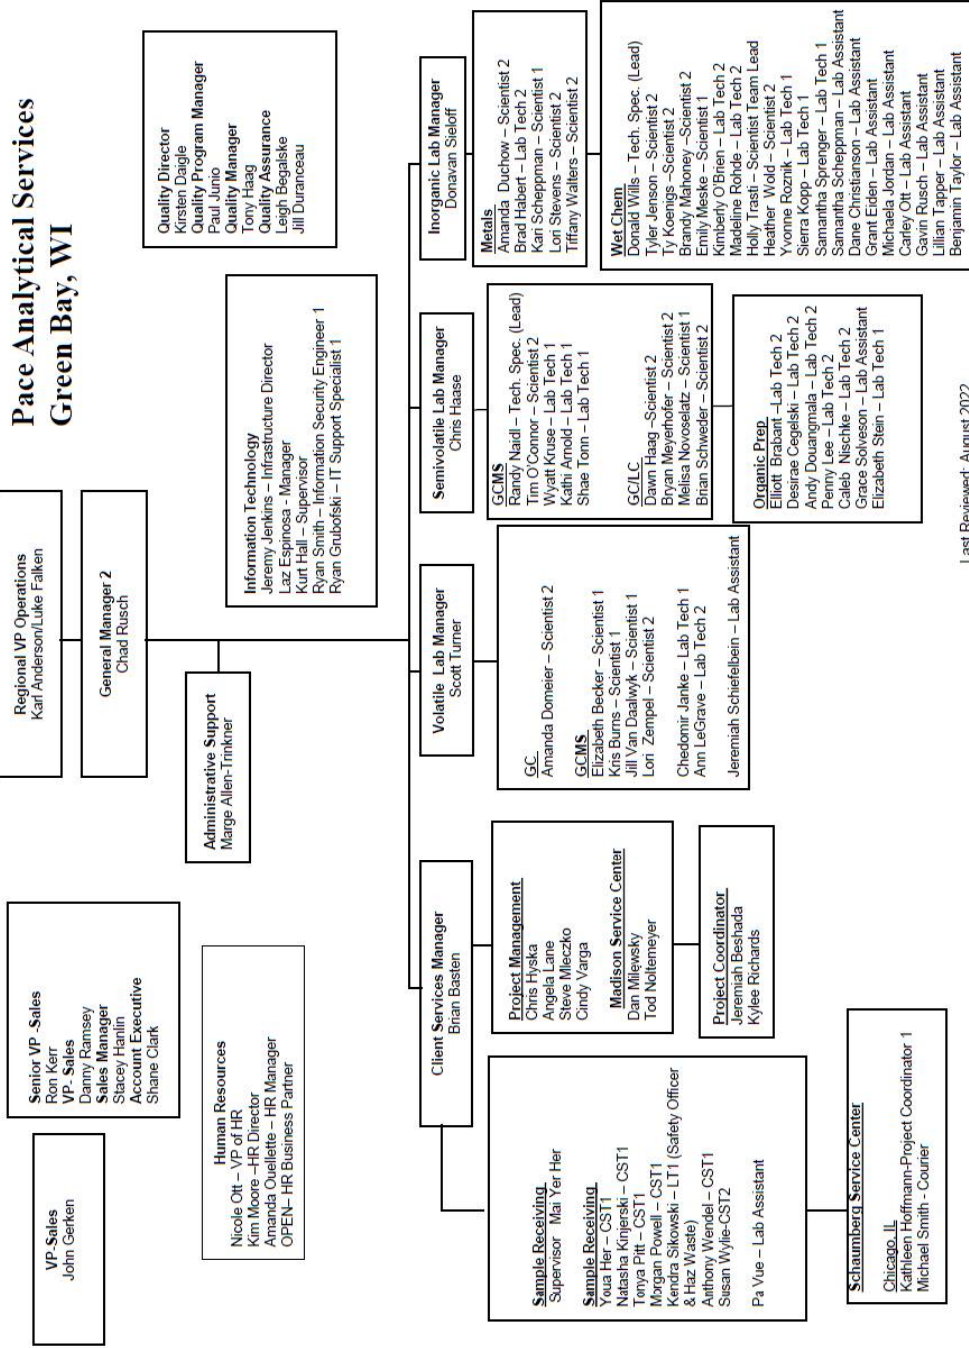 Pace Analytical Services
Green Bay, WI
VP-Sales
John Gerken
Senior VP -Sales
Ron Kerr
VP- Sales
Danny Ramsey
Sales Manager
Stacey Hanlin
Account Executive
Shane Clark
Regional VP Operations
Karl Anderson/Luke Falken
General Manager 2
Chad Rusch
Quality Director
Kirsten Daigle
Quality Program Manager
Paul Junio
Quality Manager
Tony Haag
Quality Assurance
Leigh Begalske
Jill Duranceau
Human Resources
Nicole Ott – VP of HR
Kim Moore –HR Director
Amanda Ouellette – HR Manager
OPEN– HR Business Partner
Administrative Support
Marge Allen-Trinkner
Information Technology
Jeremy Jenkins – Infrastructure Director
Laz Espinosa - Manager
Kurt Hall – Supervisor
Ryan Smith – Information Security Engineer 1
Ryan Grubofski – IT Support Specialist 1
Client Services Manager
Brian Basten
Volatile Lab Manager
Scott Turner
Semivolatile Lab Manager
Chris Haase
Inorganic Lab Manager
Donavan Sieloff
Sample Receiving
Supervisor Mai Yer Her
Sample Receiving
Youa Her – CST1
Natasha Kinjerski – CST1
Tonya Pitt – CST1
Morgan Powell – CST1
Kendra Sikowski – LT1 (Safety Officer
& Haz Waste)
Anthony Wendel – CST1
Susan Wylie-CST2
Pa Vue – Lab Assistant
Project Management
Chris Hyska
Angela Lane
Steve Mleczko
Cindy Varga
Madison Service Center
Dan Milewsky
Tod Noltemeyer
GC
Amanda Domeier – Scientist 2
GCMS
Elizabeth Becker – Scientist 1
Kris Burns – Scientist 1
Jill Van Daalwyk – Scientist 1
Lori Zempel – Scientist 2
Chedomir Janke – Lab Tech 1
Ann LeGrave – Lab Tech 2
Jeremiah Schiefelbein – Lab Assistant
GCMS
Randy Naidl – Tech. Spec. (Lead)
Tim O'Connor – Scientist 2
Wyatt Kruse – Lab Tech 1
Kathi Arnold – Lab Tech 1
Shae Tonn – Lab Tech 1
GC/LC
Dawn Haag –Scientist 2
Bryan Meyerhofer – Scientist 2
Melisa Novoselatz – Scientist 1
Brian Schweder – Scientist 2
Metals
Amanda Duchow – Scientist 2
Brad Habert – Lab Tech 2
Kari Scheppman – Scientist 1
Lori Stevens – Scientist 2
Tiffany Walters – Scientist 2
Wet Chem
Donald Wills – Tech. Spec. (Lead)
Tyler Jenson – Scientist 2
Ty Koenigs –Scientist 2
Brandy Mahoney –Scientist 2
Emily Meske – Scientist 1
Kimberly O'Brien – Lab Tech 2
Madeline Rohde – Lab Tech 2
Holly Trasti – Scientist Team Lead
Heather Wold – Scientist 2
Yvonne Roznik – Lab Tech 1
Sierra Kopp – Lab Tech 1
Samantha Sprenger – Lab Tech 1
Samantha Scheppman – Lab Assistant
Dane Christianson – Lab Assistant
Grant Eiden – Lab Assistant
Michaela Jordan – Lab Assistant
Carley Ott – Lab Assistant
Gavin Rusch – Lab Assistant
Lillian Tapper – Lab Assistant
Benjamin Taylor – Lab Assistant
Project Coordinator
Jeremiah Beshada
Kylee Richards
Organic Prep
Elliott Brabant –Lab Tech 2
Desirae Cegelski – Lab Tech 2
Andy Douangmala – Lab Tech 2
Penny Lee – Lab Tech 2
Caleb Nischke – Lab Tech 2
Grace Solveson – Lab Assistant
Elizabeth Stein – Lab Tech 1
Schaumberg Service Center
Chicago, IL
Kathleen Hoffmann-Project Coordinator 1
Michael Smith - Courier
Last Reviewed: August 2022